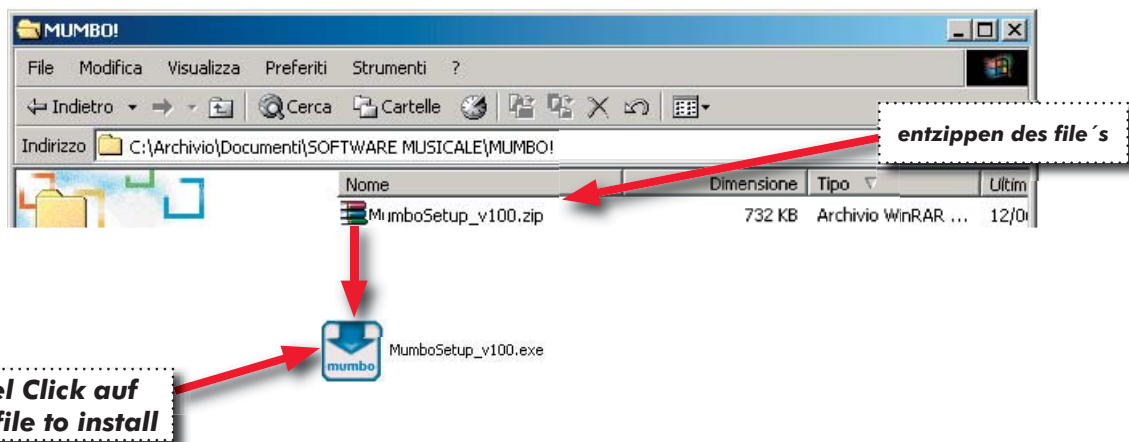 MUMBO!
File Modifica Visualizza Preferiti Strumenti ?
Indietro Cerca Cartelle
entzippen des file´s
Indirizzo C:\Archivio\Documenti\SOFTWARE MUSICALE\MUMBO!
Nome Dimensione Tipo Ultim
MumboSetup_v100.zip 732 KB Archivio WinRAR ... 12/0
mumbo MumboSetup_v100.exe
el Click auf
file to install